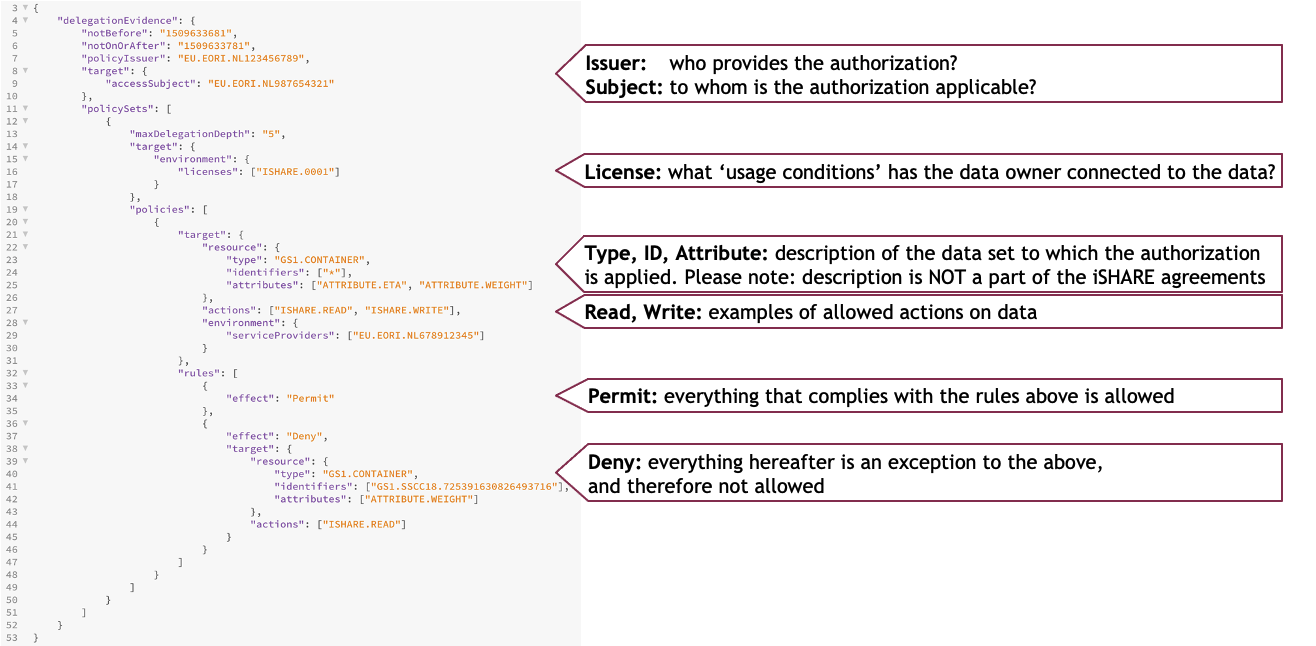 3 {
4 "delegationEvidence": {
5 "notBefore": "1509633681",
6 "notOnOrAfter": "1509633781",
7 "policyIssuer": "EU.EORI.NL123456789",
8 "target": {
9 "accessSubject": "EU.EORI.NL987654321"
10 },
11 "policySets": [
12 {
13 "maxDelegationDepth": "5",
14 "target": {
15 "environment": {
16 "licenses": ["ISHARE.0001"]
17 }
18 },
19 "policies": [
20 {
21 "target": {
22 "resource": {
23 "type": "GS1.CONTAINER",
24 "identifiers": ["*"],
25 "attributes": ["ATTRIBUTE.ETA", "ATTRIBUTE.WEIGHT"]
26 },
27 "actions": ["ISHARE.READ", "ISHARE.WRITE"],
28 "environment": {
29 "serviceProviders": ["EU.EORI.NL678912345"]
30 }
31 },
32 "rules": [
33 {
34 "effect": "Permit"
35 },
36 {
37 "effect": "Deny",
38 "target": {
39 "resource": {
40 "type": "GS1.CONTAINER",
41 "identifiers": ["GS1.SSCC18.725391630826493716"],
42 "attributes": ["ATTRIBUTE.WEIGHT"]
43 },
44 "actions": ["ISHARE.READ"]
45 }
46 }
47 ]
48 }
49 ]
50 }
51 ]
52 }
53 }
Issuer: who provides the authorization?
Subject: to whom is the authorization applicable?
License: what ‘usage conditions’ has the data owner connected to the data?
Type, ID, Attribute: description of the data set to which the authorization
is applied. Please note: description is NOT a part of the iSHARE agreements
Read, Write: examples of allowed actions on data
Permit: everything that complies with the rules above is allowed
Deny: everything hereafter is an exception to the above,
and therefore not allowed